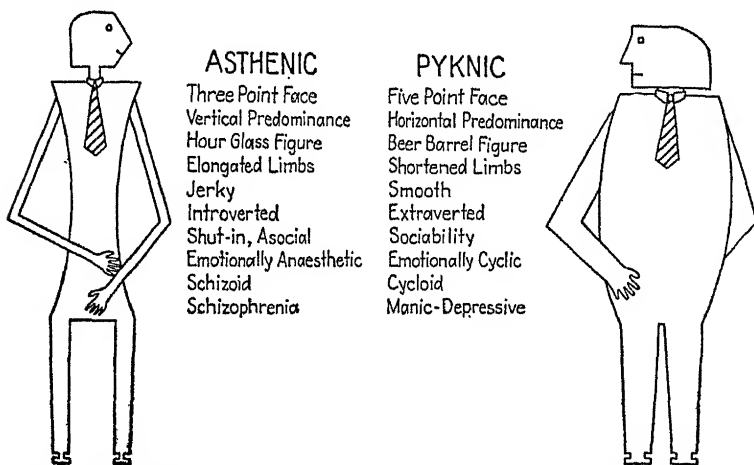 ASTHENIC
Three Point Face
Vertical Predominance
Hour Glass Figure
Elongated Limbs
Jerky
Introverted
Shut-in, Asocial
Emotionally Anaesthetic
Schizoid
Schizophrenia
PYKNIC
Five Point Face
Horizontal Predominance
Beer Barrel Figure
Shortened Limbs
Smooth
Extraverted
Sociability
Emotionally Cyclic
Cycloid
Manic-Depressive